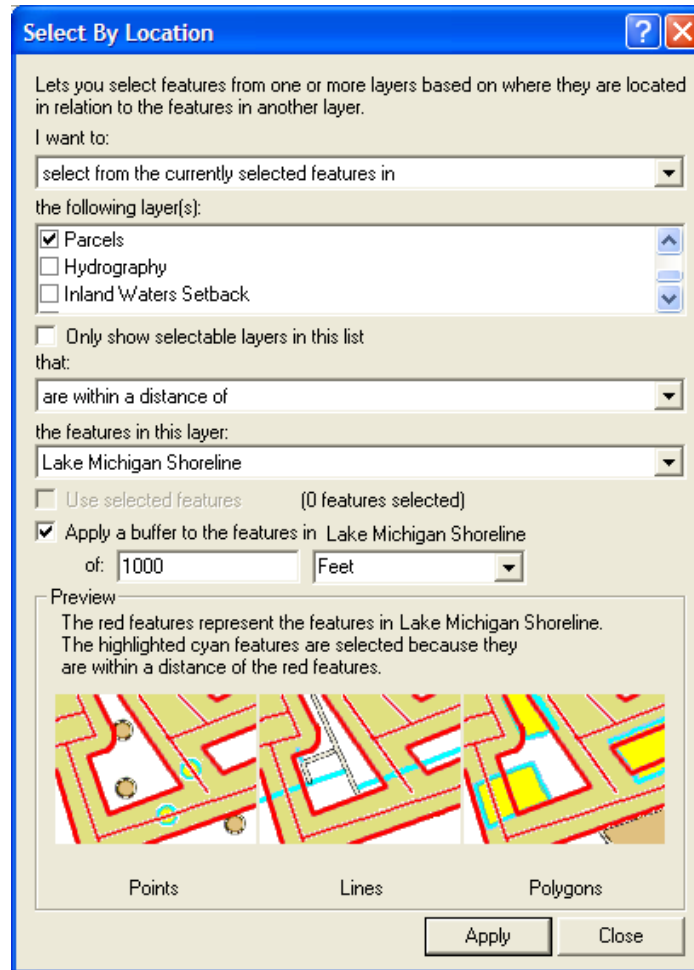 Select By Location
Lets you select features from one or more layers based on where they are located
in relation to the features in another layer.
I want to:
select from the currently selected features in
the following layer(s):
Parcels
Hydrography
Inland Waters Setback
Only show selectable layers in this list
that:
are within a distance of
the features in this layer:
Lake Michigan Shoreline
Use selected features (0 features selected)
Apply a buffer to the features in Lake Michigan Shoreline
of: 1000 Feet
Preview
The red features represent the features in Lake Michigan Shoreline.
The highlighted cyan features are selected because they
are within a distance of the red features.
Points Lines Polygons
Apply Close